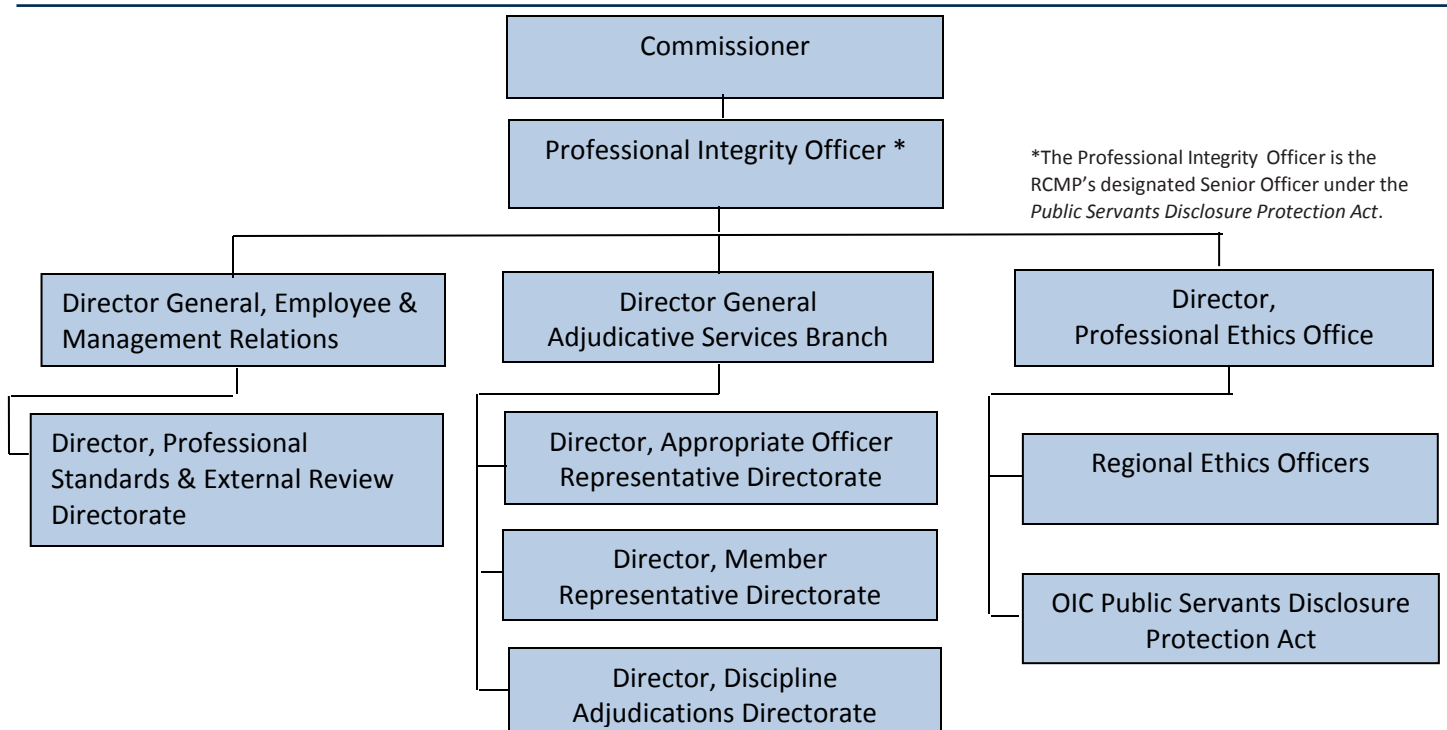 Commissioner
Professional Integrity Officer *
*The Professional Integrity Officer is the
RCMP's designated Senior Officer under the
Public Servants Disclosure Protection Act.
Director General, Employee &
Management Relations
Director General
Adjudicative Services Branch
Director,
Professional Ethics Office
Director, Professional
Standards & External Review
Directorate
Director, Appropriate Officer
Representative Directorate
Director, Member
Representative Directorate
Director, Discipline
Adjudications Directorate
Regional Ethics Officers
OIC Public Servants Disclosure
Protection Act